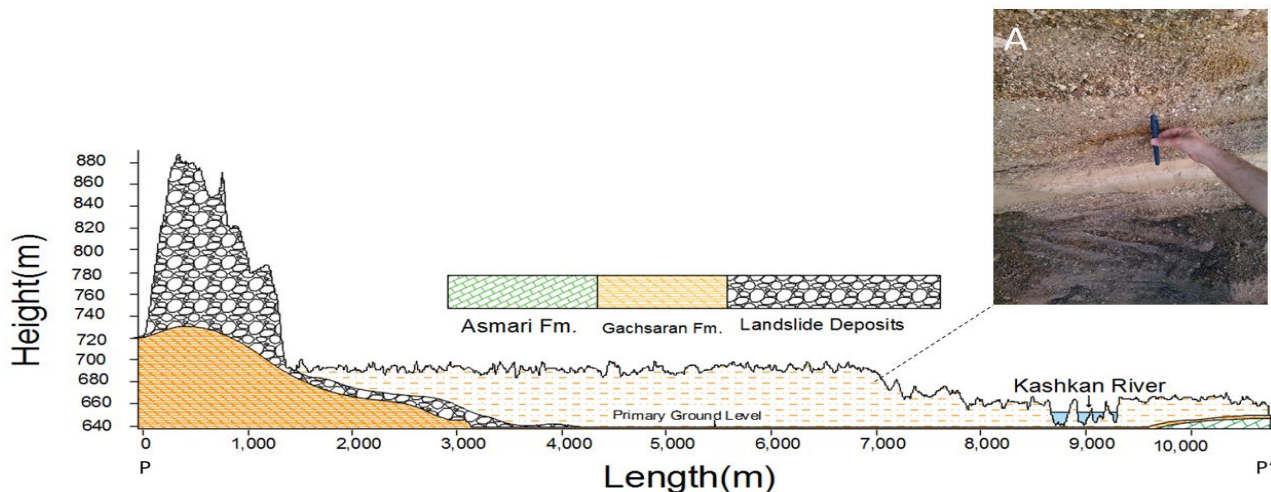 A
880
860
840
820
800
780
760
740
720
700
680
660
640
Height(m)
Asmari Fm.
Gachsaran Fm.
Landslide Deposits
Kashkan River
Primary Ground Level
0
1,000
2,000
3,000
4,000
5,000
6,000
7,000
8,000
9,000
10,000
P
P'
Length(m)